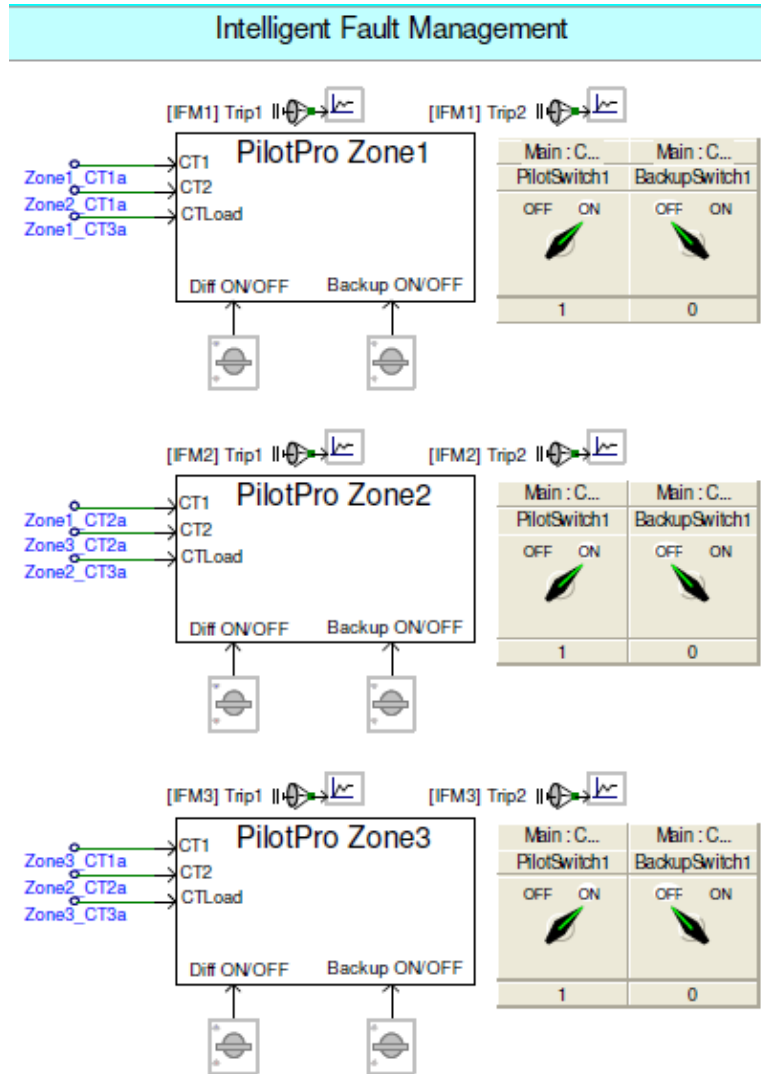 Intelligent Fault Management
[IFM1] Trip1 [IFM1] Trip2
PilotPro Zone1
CT1
CT2
CTLoad
Zone1_CT1a
Zone2_CT1a
Zone1_CT3a
Diff ON/OFF Backup ON/OFF
Main : C... Main : C...
PilotSwitch1 BackupSwitch1
OFF ON OFF ON
1 0
[IFM2] Trip1 [IFM2] Trip2
PilotPro Zone2
CT1
CT2
CTLoad
Zone1_CT2a
Zone3_CT2a
Zone2_CT3a
Diff ON/OFF Backup ON/OFF
Main : C... Main : C...
PilotSwitch1 BackupSwitch1
OFF ON OFF ON
1 0
[IFM3] Trip1 [IFM3] Trip2
PilotPro Zone3
CT1
CT2
CTLoad
Zone3_CT1a
Zone2_CT2a
Zone3_CT3a
Diff ON/OFF Backup ON/OFF
Main : C... Main : C...
PilotSwitch1 BackupSwitch1
OFF ON OFF ON
1 0